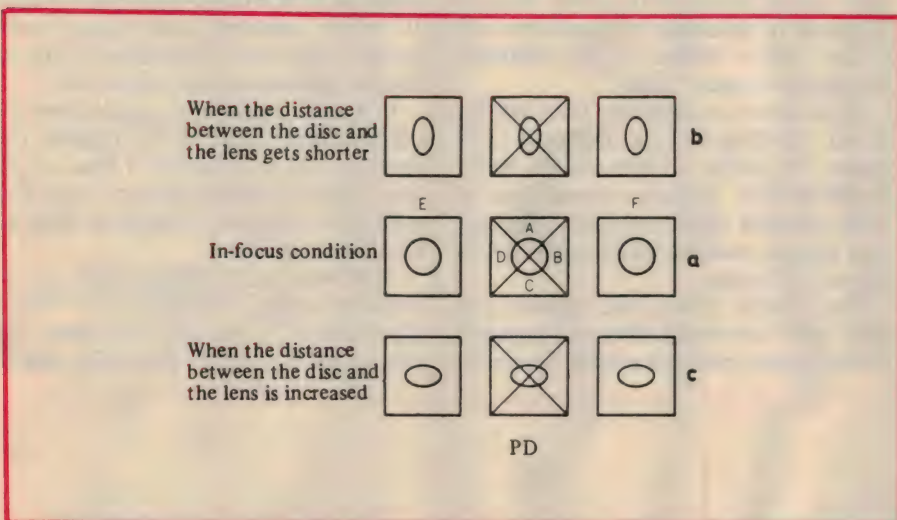 When the distance
between the disc and
the lens gets shorter
b
E
F
In-focus condition
A
D
B
C
a
When the distance
between the disc and
the lens is increased
c
PD